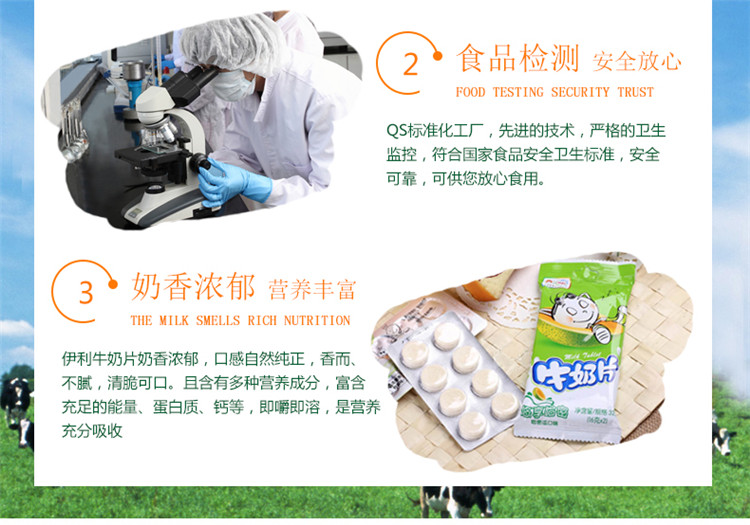 2
食品检测 安全放心
FOOD TESTING SECURITY TRUST
QS标准化工厂，先进的技术，严格的卫生
监控，符合国家食品安全卫生标准，安全
可靠，可供您放心食用。
3
奶香浓郁 营养丰富
THE MILK SMELLS RICH NUTRITION
伊利牛奶片奶香浓郁，口感自然纯正，香而、
不腻，清脆可口。且含有多种营养成分，富含
充足的能量、蛋白质、钙等，即嚼即溶，是营养
充分吸收
Milk Tablet
牛奶片